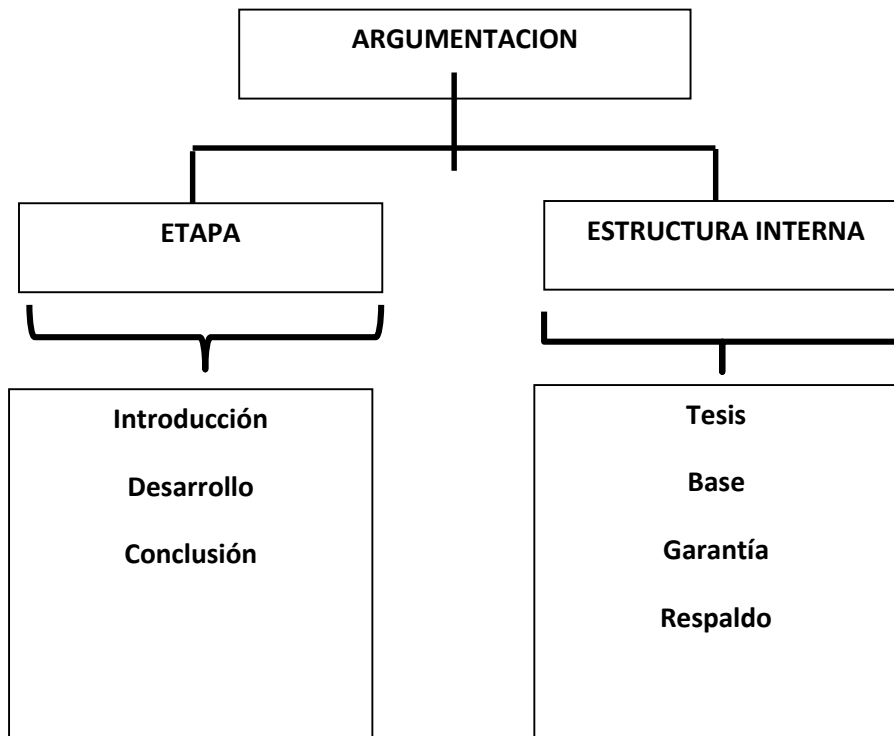 ARGUMENTACION
ETAPA
ESTRUCTURA INTERNA
Introducción
Desarrollo
Conclusión
Tesis
Base
Garantía
Respaldo